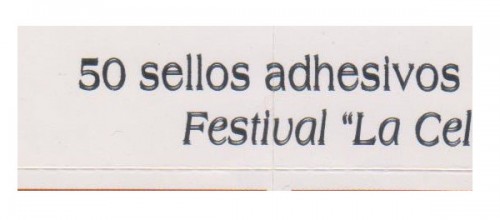 50 sellos adhesivos
Festival “La Cel